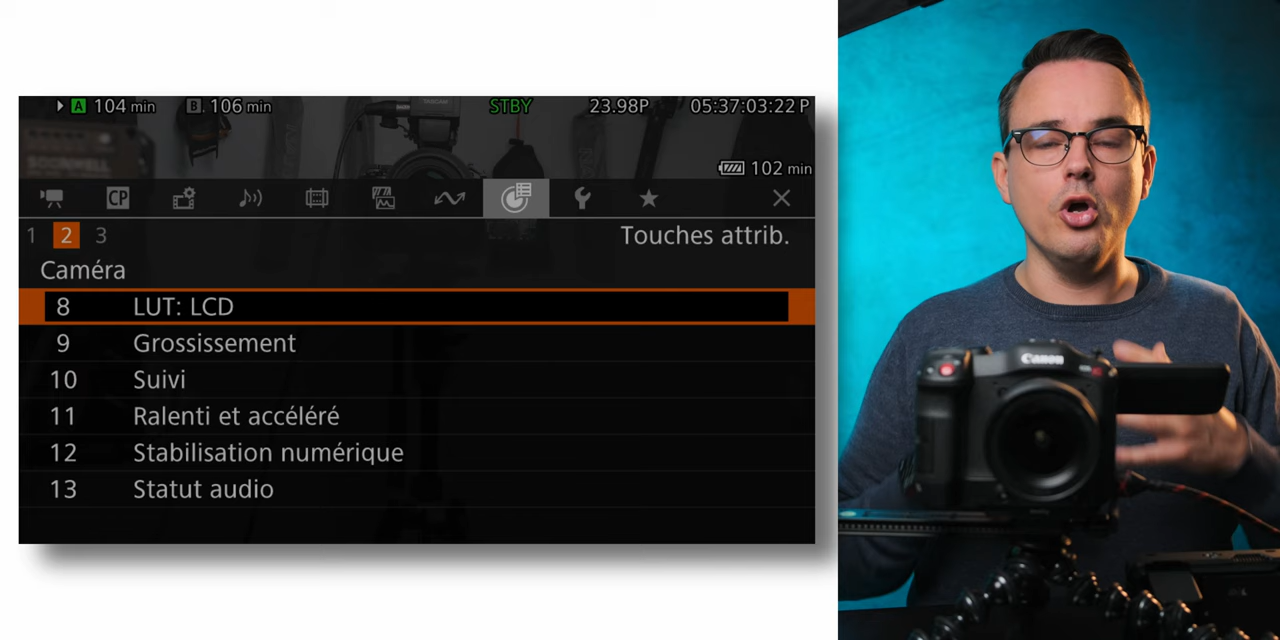 A 104 min B 106 min STBY 23.98P 05:37:03:22 P
TASCAM
102 min
CP
1 2 3 Touches attrib.
Caméra
8 LUT: LCD
9 Grossissement
10 Suivi
11 Ralenti et accéléré
12 Stabilisation numérique
13 Statut audio
Canon